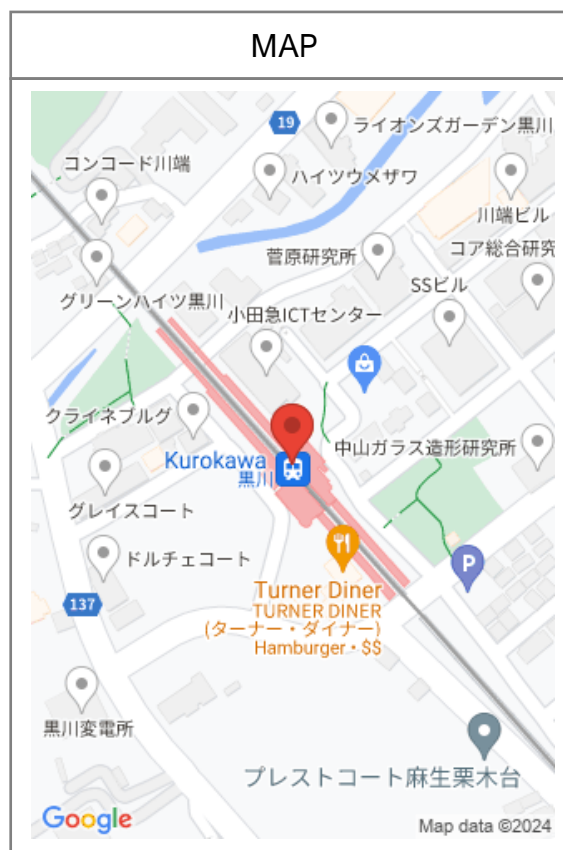 MAP
19
ライオンズガーデン黒川
コンコード川端
ハイツウメザワ
川端ビル
菅原研究所
コア総合研究
グリーンハイツ黒川
小田急ICTセンター
SSビル
クライネブルグ
中山ガラス造形研究所
Kurokawa
黒川
グレイスコート
ドルチェコート
P
137
Turner Diner
TURNER DINER
(ターナー・ダイナー)
Hamburger • $$
黒川変電所
プレストコート麻生栗木台
Google
Map data ©2024